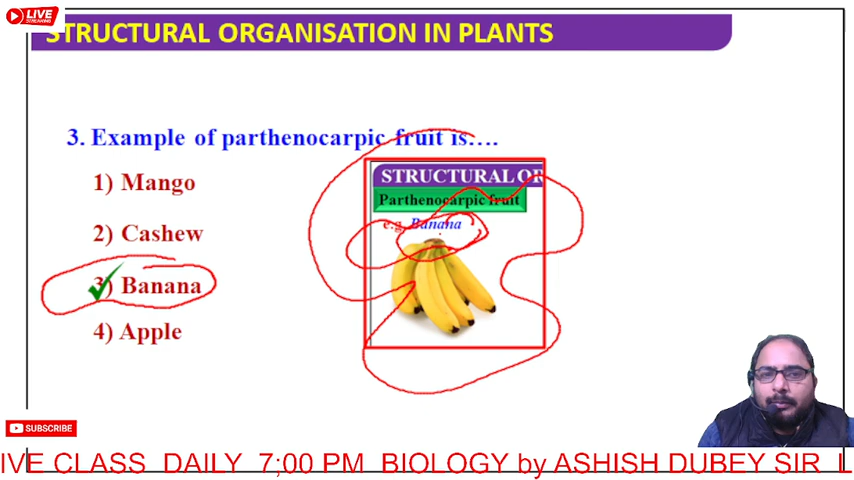 LIVE
STREAMING
STRUCTURAL ORGANISATION IN PLANTS
3. Example of parthenocarpic fruit is….
1) Mango
2) Cashew
3) Banana
4) Apple
STRUCTURAL OR
Parthenocarpic fruit
e.g. Banana
SUBSCRIBE
IVE CLASS DAILY 7;00 PM BIOLOGY by ASHISH DUBEY SIR L